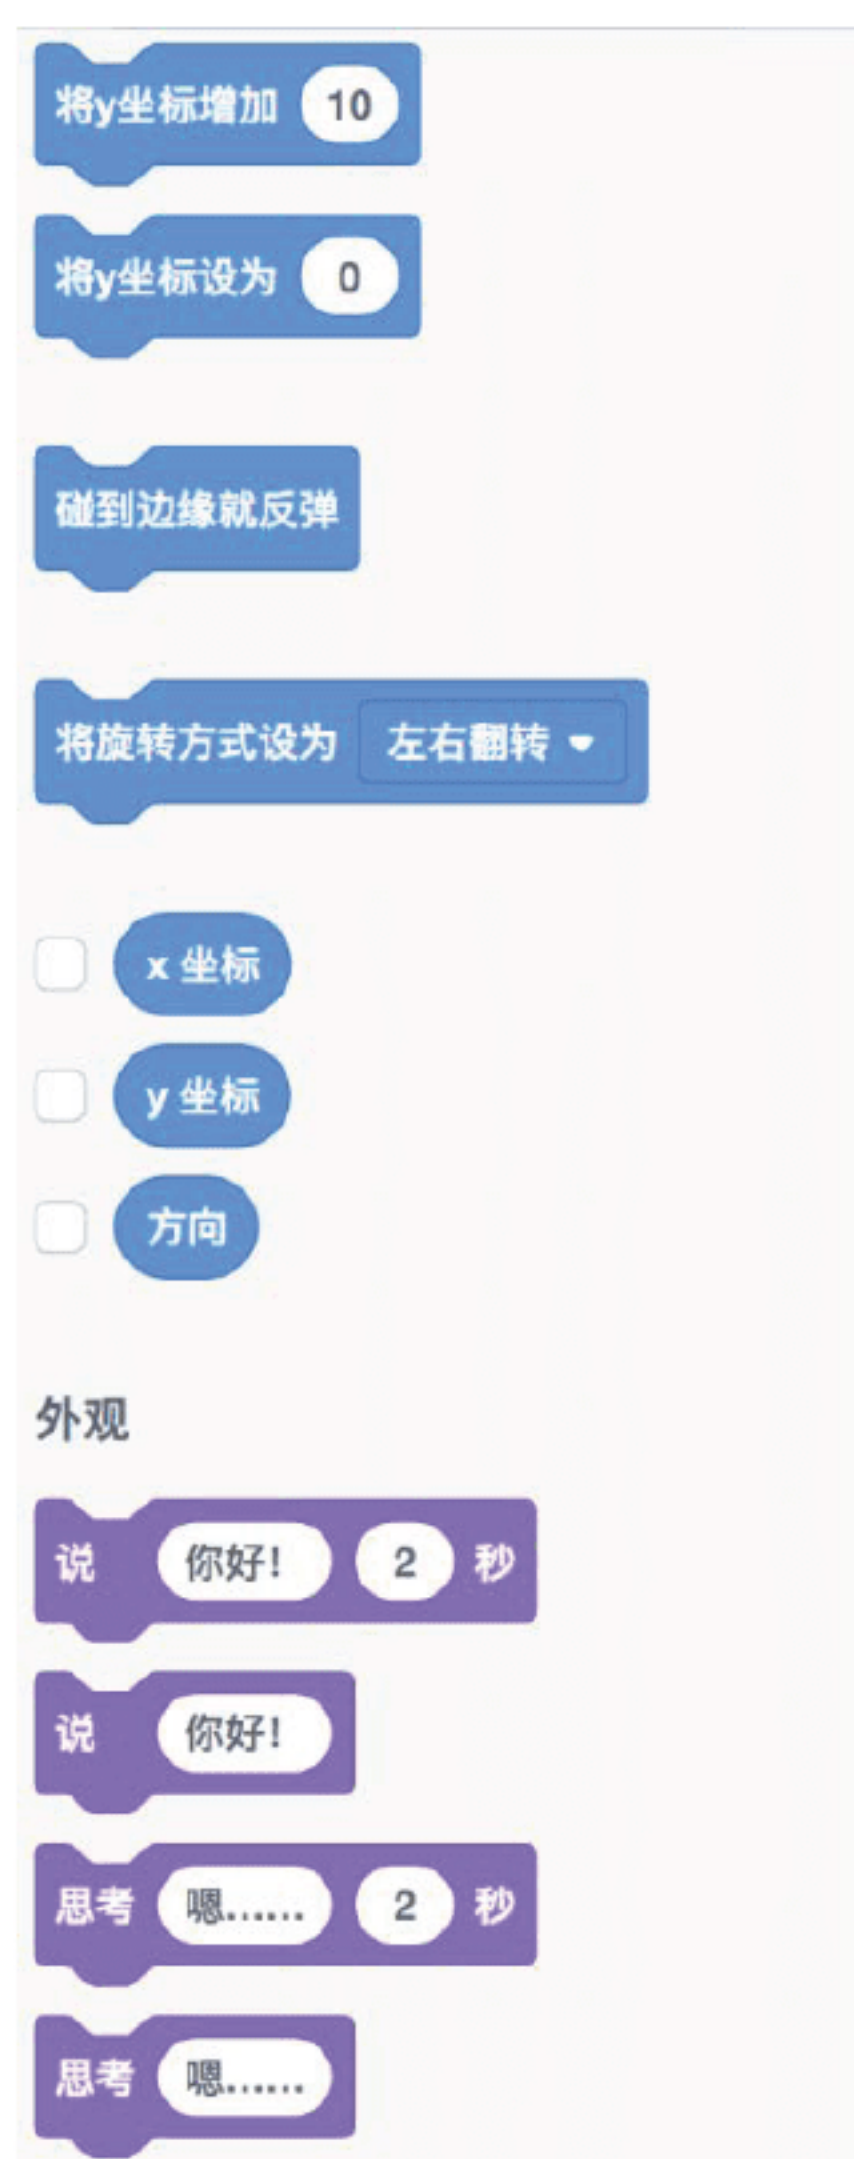 将y坐标增加 10
将y坐标设为 0
碰到边缘就反弹
将旋转方式设为 左右翻转
x 坐标
y 坐标
方向
外观
说 你好! 2 秒
说 你好!
思考 嗯…… 2 秒
思考 嗯……